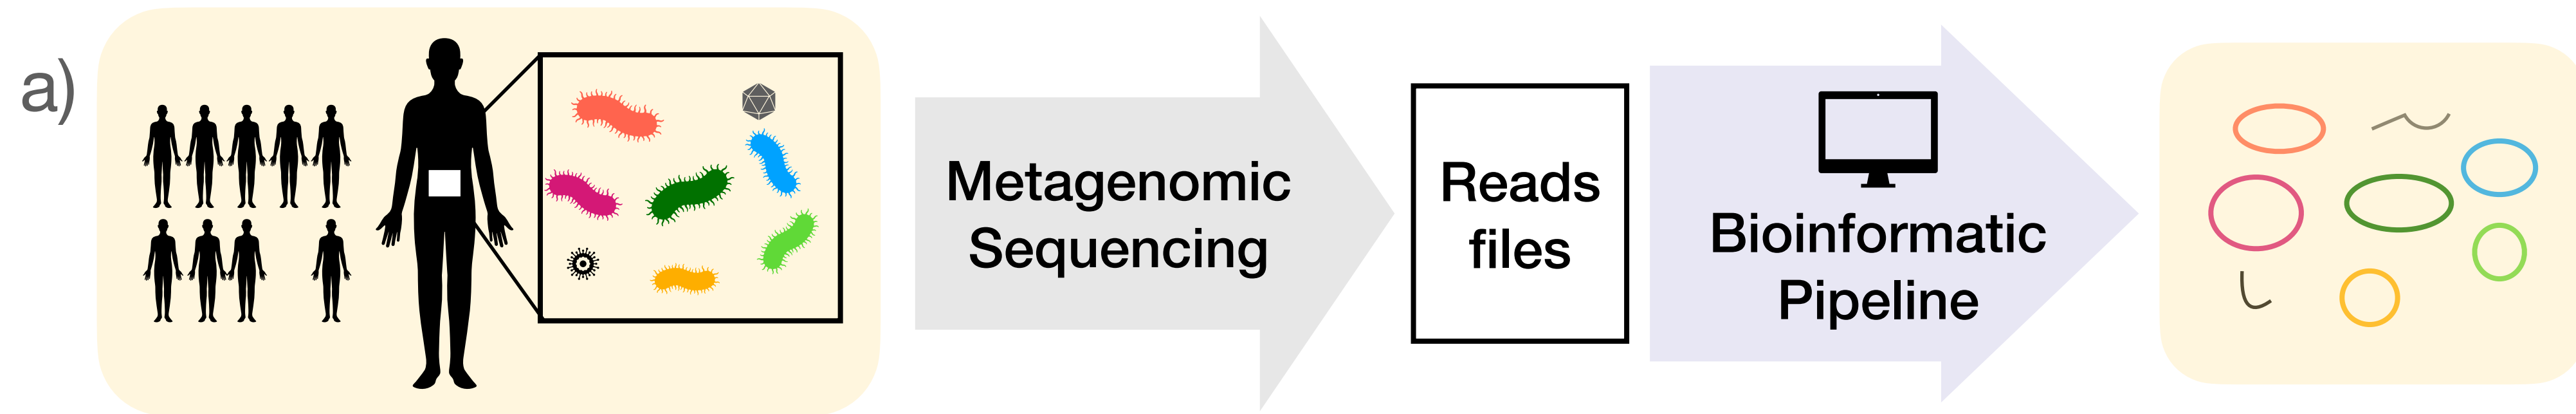 a)
Metagenomic
Sequencing
Reads
files
Bioinformatic
Pipeline